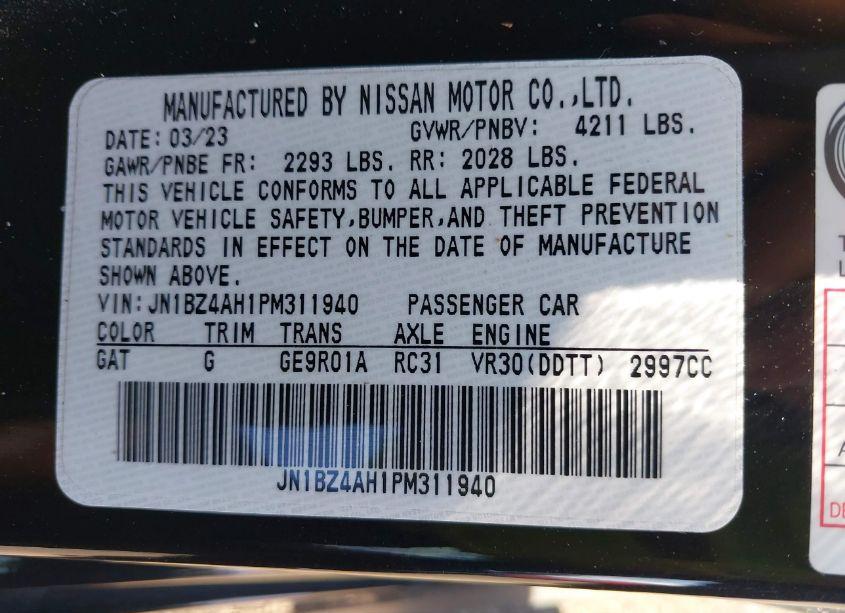 MANUFACTURED BY NISSAN MOTOR CO.,LTD.
DATE: 03/23 GVWR/PNBV: 4211 LBS.
GAWR/PNBE FR: 2293 LBS. RR: 2028 LBS.
THIS VEHICLE CONFORMS TO ALL APPLICABLE FEDERAL
MOTOR VEHICLE SAFETY,BUMPER,AND THEFT PREVENTION
STANDARDS IN EFFECT ON THE DATE OF MANUFACTURE
SHOWN ABOVE.
VIN:JN1BZ4AH1PM311940 PASSENGER CAR
COLOR TRIM TRANS AXLE ENGINE
GAT G GE9R01A RC31 VR30(DDTT) 2997CC
JN1BZ4AH1PM311940